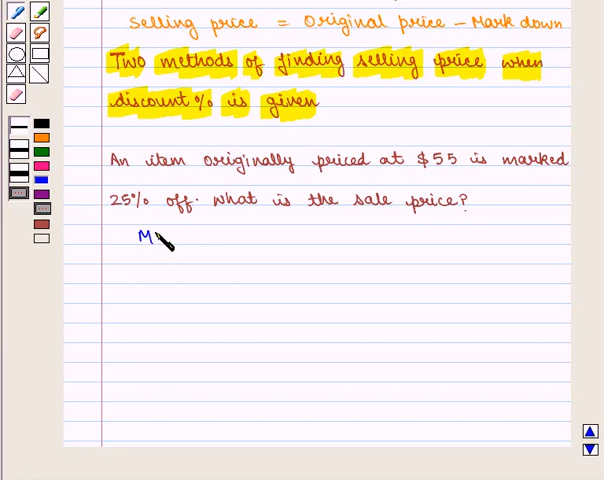 Selling price = Original price - Mark down
Two methods of finding selling price when
discount % is given
An item originally priced at $55 is marked
25% off. What is the sale price?
M